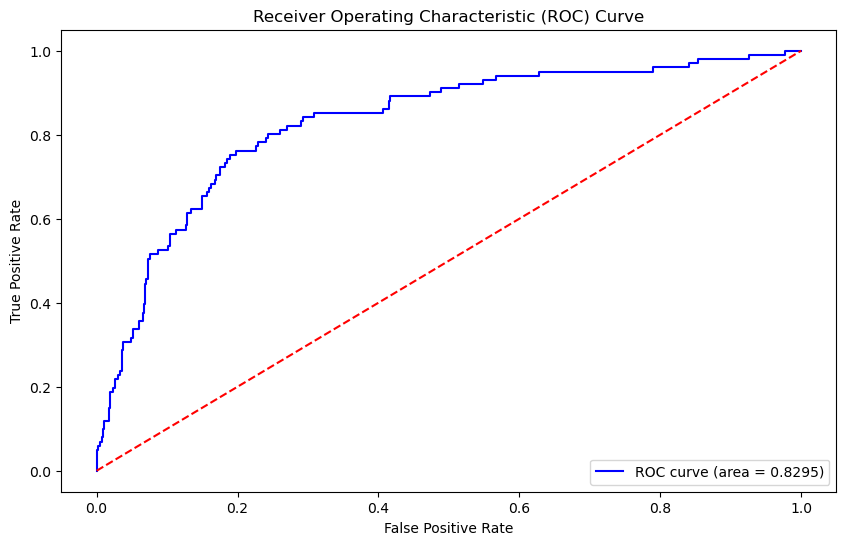 Receiver Operating Characteristic (ROC) Curve
True Positive Rate
1.0
0.8
0.6
0.4
0.2
0.0
ROC curve (area = 0.8295)
0.0 0.2 0.4 0.6 0.8 1.0
False Positive Rate